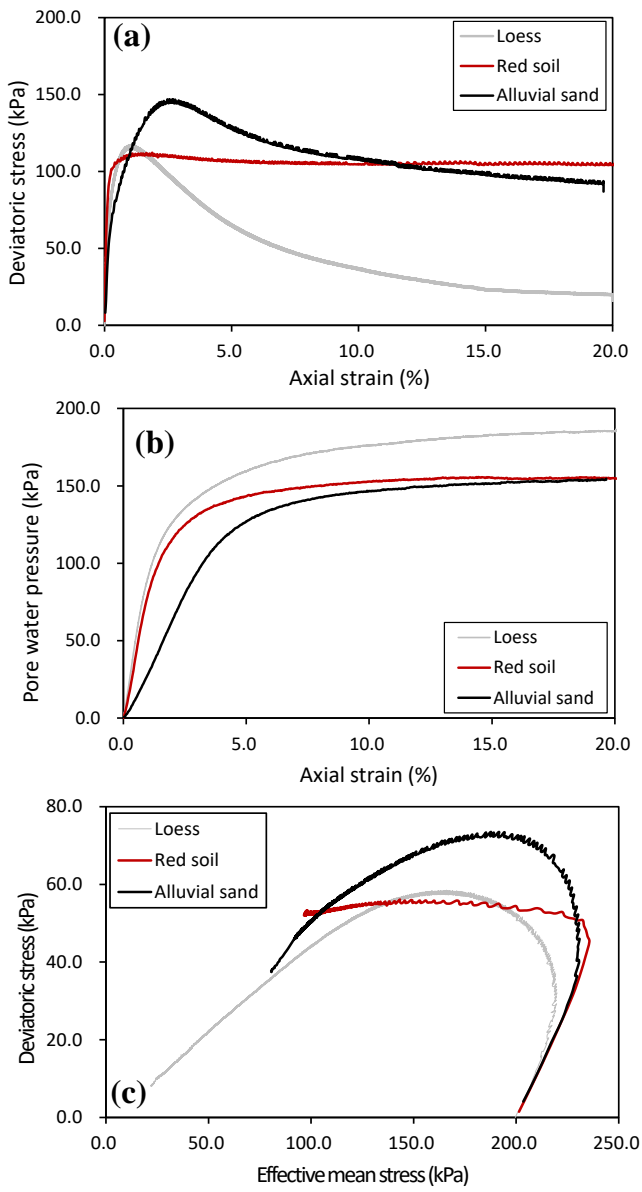 (a)
Loess
Red soil
Alluvial sand
Deviatoric stress (kPa)
200.0
150.0
100.0
50.0
0.0
0.0 5.0 10.0 15.0 20.0
Axial strain (%)
(b)
Pore water pressure (kPa)
200.0
150.0
100.0
50.0
0.0
Loess
Red soil
Alluvial sand
0.0 5.0 10.0 15.0 20.0
Axial strain (%)
Deviatoric stress (kPa)
80.0
60.0
40.0
20.0
0.0
Loess
Red soil
Alluvial sand
(c)
0.0 50.0 100.0 150.0 200.0 250.0
Effective mean stress (kPa)